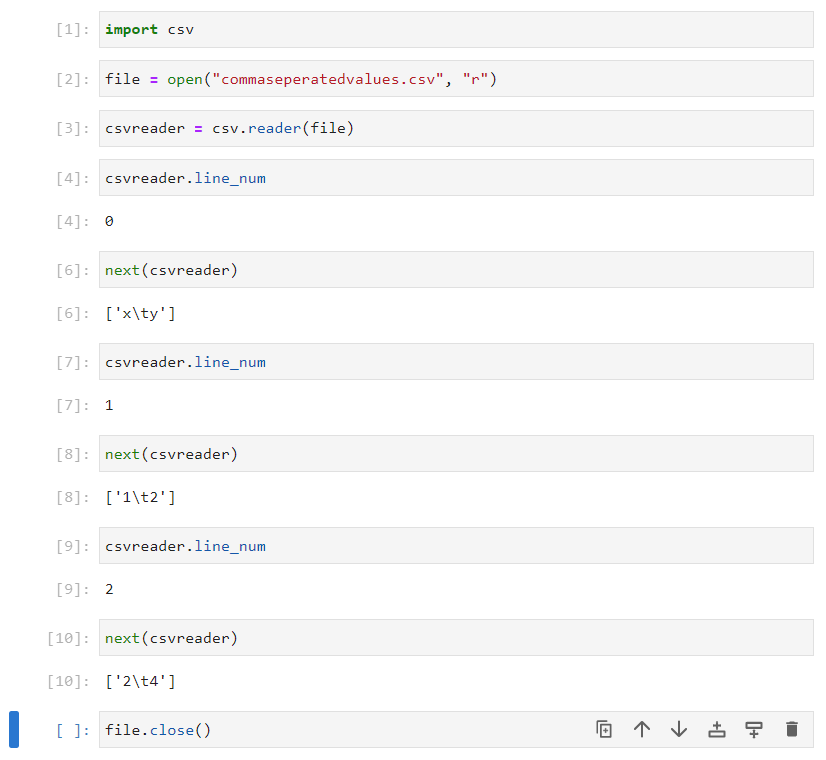 [1]: import csv
[2]: file = open("commaseperatedvalues.csv", "r")
[3]: csvreader = csv.reader(file)
[4]: csvreader.line_num
[4]: 0
[6]: next(csvreader)
[6]: ['x\ty']
[7]: csvreader.line_num
[7]: 1
[8]: next(csvreader)
[8]: ['1\t2']
[9]: csvreader.line_num
[9]: 2
[10]: next(csvreader)
[10]: ['2\t4']
[ ]: file.close()